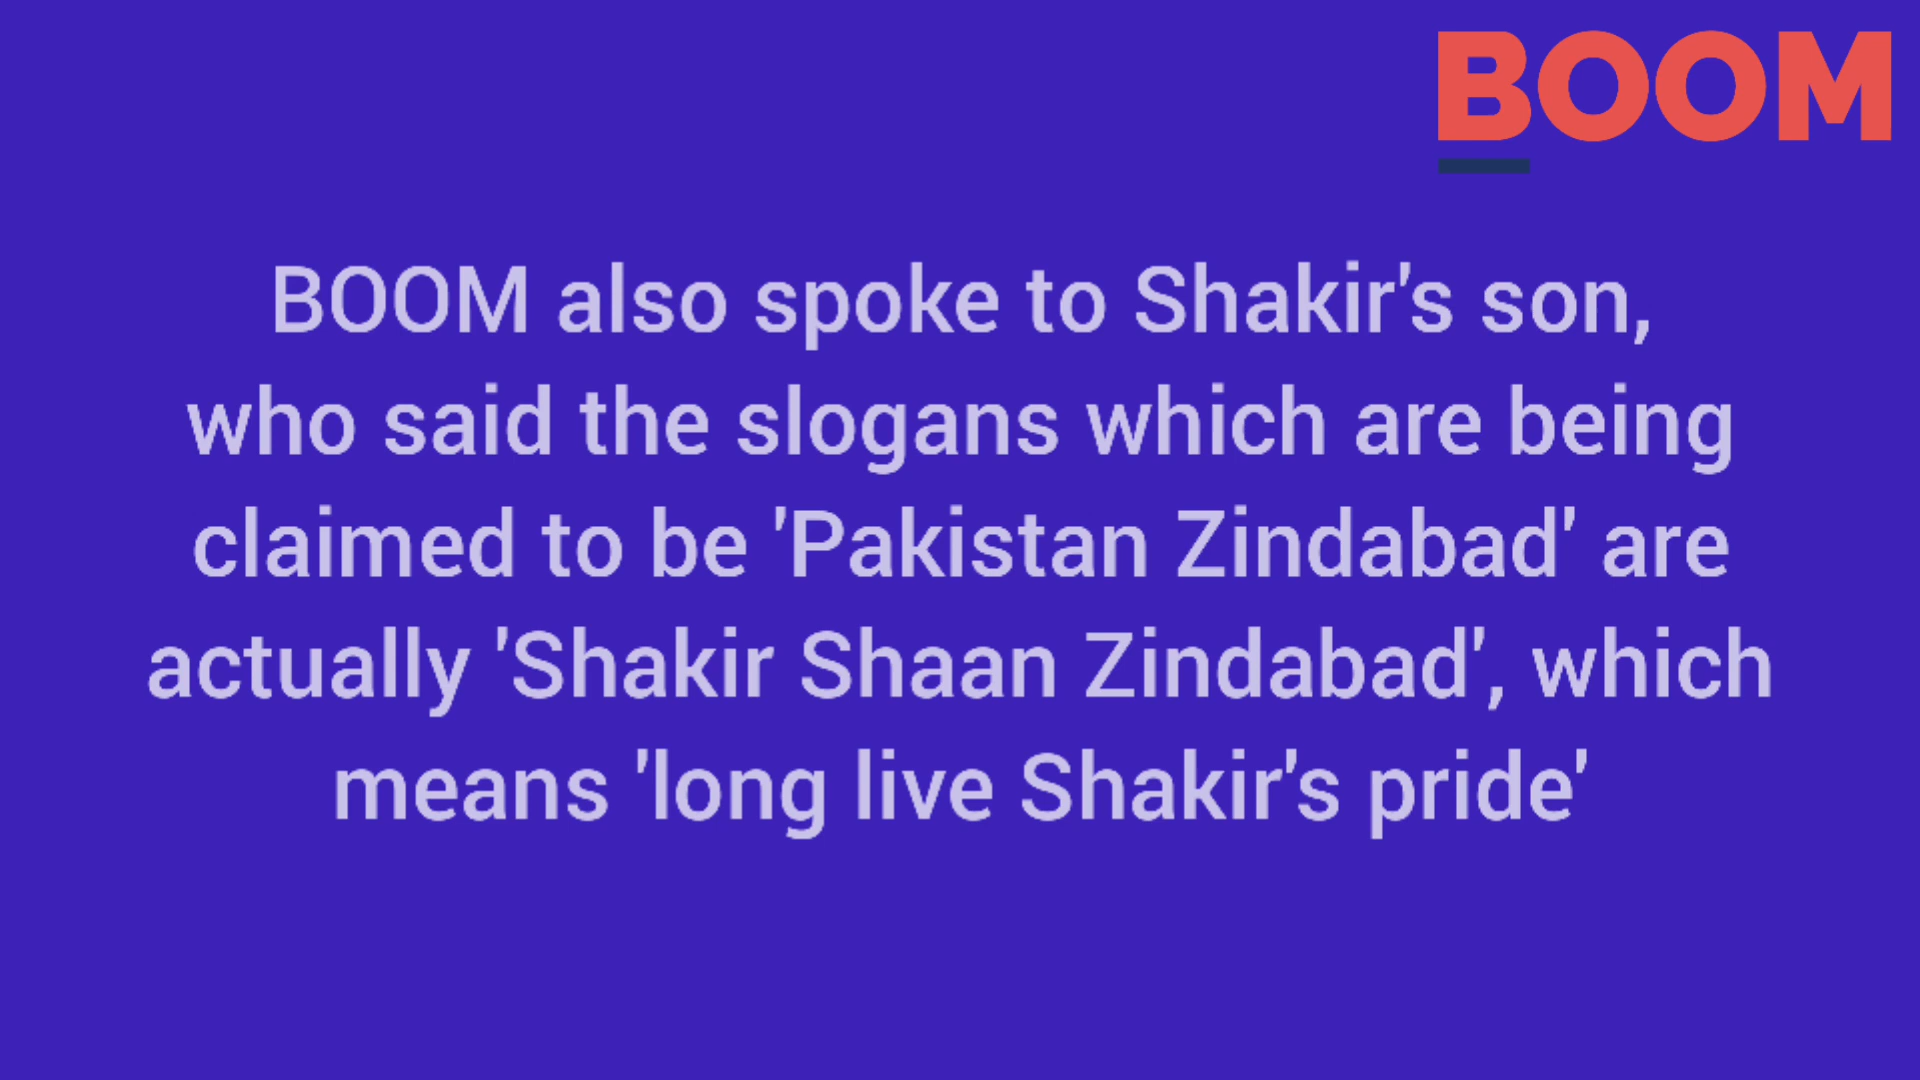 BOOM
BOOM also spoke to Shakir's son,
who said the slogans which are being
claimed to be 'Pakistan Zindabad' are
actually 'Shakir Shaan Zindabad', which
means 'long live Shakir's pride'